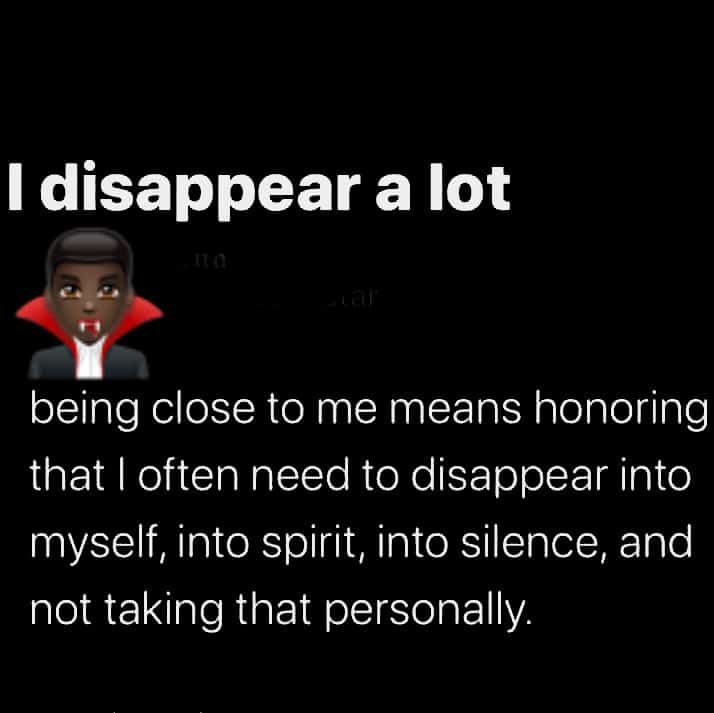 I disappear a lot
being close to me means honoring
that I often need to disappear into
myself, into spirit, into silence, and
not taking that personally.